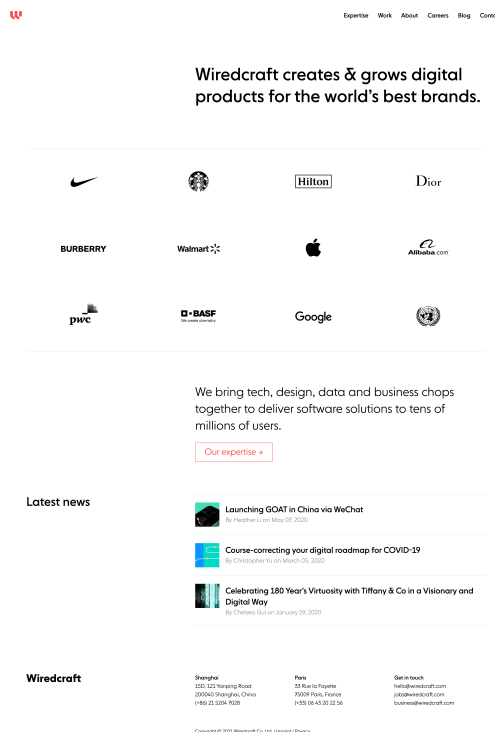 Expertise Work About Careers Blog
Wiredcraft creates & grows digital
products for the world's best brands.
Hilton
Dior
BURBERRY
Walmart
Alibaba.com
pwc
BASF
We create chemistry
Google
We bring tech, design, data and business chops
together to deliver software solutions to tens of
millions of users.
Our expertise →
Latest news
Launching GOAT in China via WeChat
By Heather Li on May 07, 2020
Course-correcting your digital roadmap for COVID-19
By Christopher Yu on March 05, 2020
Celebrating 180 Year's Virtuosity with Tiffany & Co in a Visionary and
Digital Way
By Chelsea Gui on January 19, 2020
Wiredcraft
Shanghai
15D, 121 Yanping Road
200040 Shanghai, China
(+86) 21 5204 7028
Paris
33 Rue la Fayette
75009 Paris, France
(+33) 06 43 20 22 56
Get in touch
hello@wiredcraft.com
jobs@wiredcraft.com
business@wiredcraft.com
Copyright © 2021 Wiredcraft Co. Ltd. | Imprint | Privacy